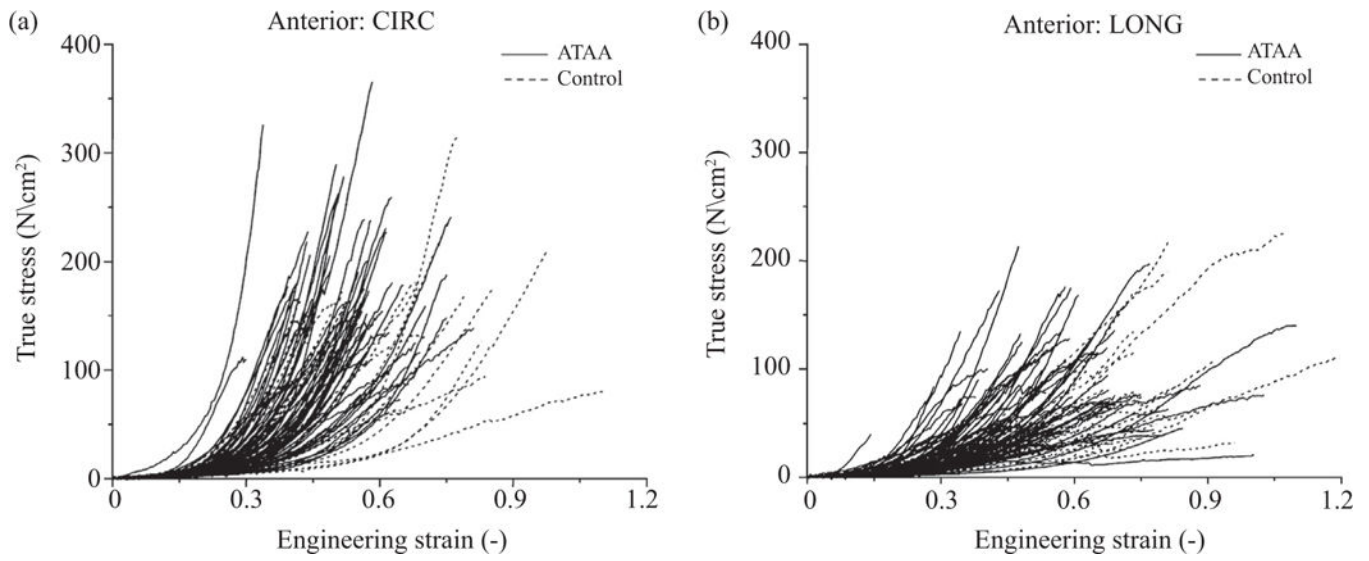 (a)
Anterior: CIRC
400
300
200
100
0
True stress (N\cm²)
ATAA
Control
0 0.3 0.6 0.9 1.2
Engineering strain (-)
(b)
Anterior: LONG
400
300
200
100
0
True stress (N\cm²)
ATAA
Control
0 0.3 0.6 0.9 1.2
Engineering strain (-)